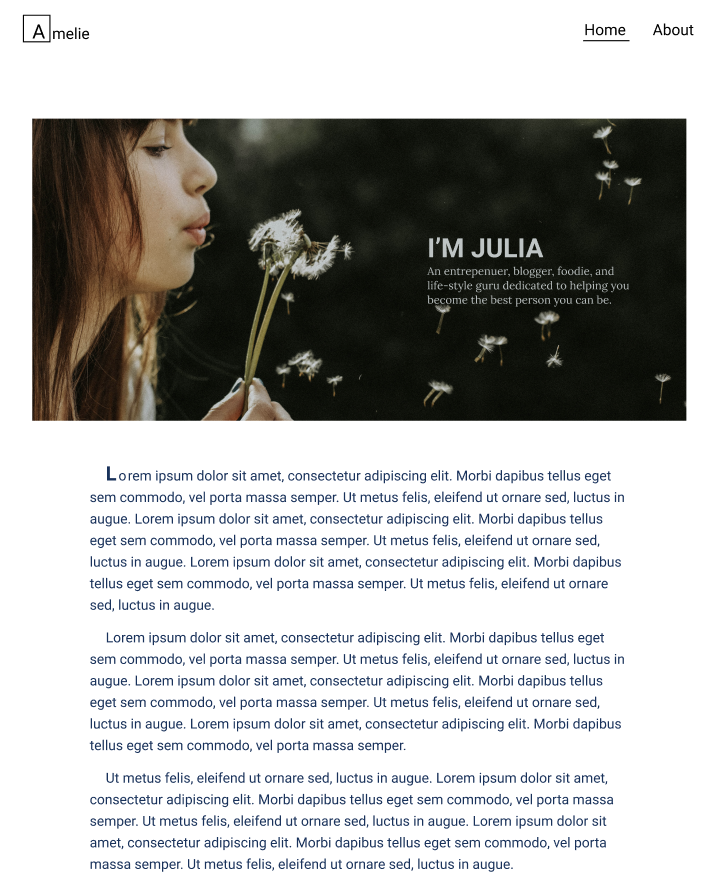 Amelie
Home About
I'M JULIA
An entrepenuer, blogger, foodie, and
life-style guru dedicated to helping you
become the best person you can be.
Lorem ipsum dolor sit amet, consectetur adipiscing elit. Morbi dapibus tellus eget
sem commodo, vel porta massa semper. Ut metus felis, eleifend ut ornare sed, luctus in
augue. Lorem ipsum dolor sit amet, consectetur adipiscing elit. Morbi dapibus tellus
eget sem commodo, vel porta massa semper. Ut metus felis, eleifend ut ornare sed,
luctus in augue. Lorem ipsum dolor sit amet, consectetur adipiscing elit. Morbi dapibus
tellus eget sem commodo, vel porta massa semper. Ut metus felis, eleifend ut ornare
sed, luctus in augue.
Lorem ipsum dolor sit amet, consectetur adipiscing elit. Morbi dapibus tellus eget
sem commodo, vel porta massa semper. Ut metus felis, eleifend ut ornare sed, luctus in
augue. Lorem ipsum dolor sit amet, consectetur adipiscing elit. Morbi dapibus tellus
eget sem commodo, vel porta massa semper. Ut metus felis, eleifend ut ornare sed,
luctus in augue. Lorem ipsum dolor sit amet, consectetur adipiscing elit. Morbi dapibus
tellus eget sem commodo, vel porta massa semper.
Ut metus felis, eleifend ut ornare sed, luctus in augue. Lorem ipsum dolor sit amet,
consectetur adipiscing elit. Morbi dapibus tellus eget sem commodo, vel porta massa
semper. Ut metus felis, eleifend ut ornare sed, luctus in augue. Lorem ipsum dolor sit
amet, consectetur adipiscing elit. Morbi dapibus tellus eget sem commodo, vel porta
massa semper. Ut metus felis, eleifend ut ornare sed, luctus in augue.